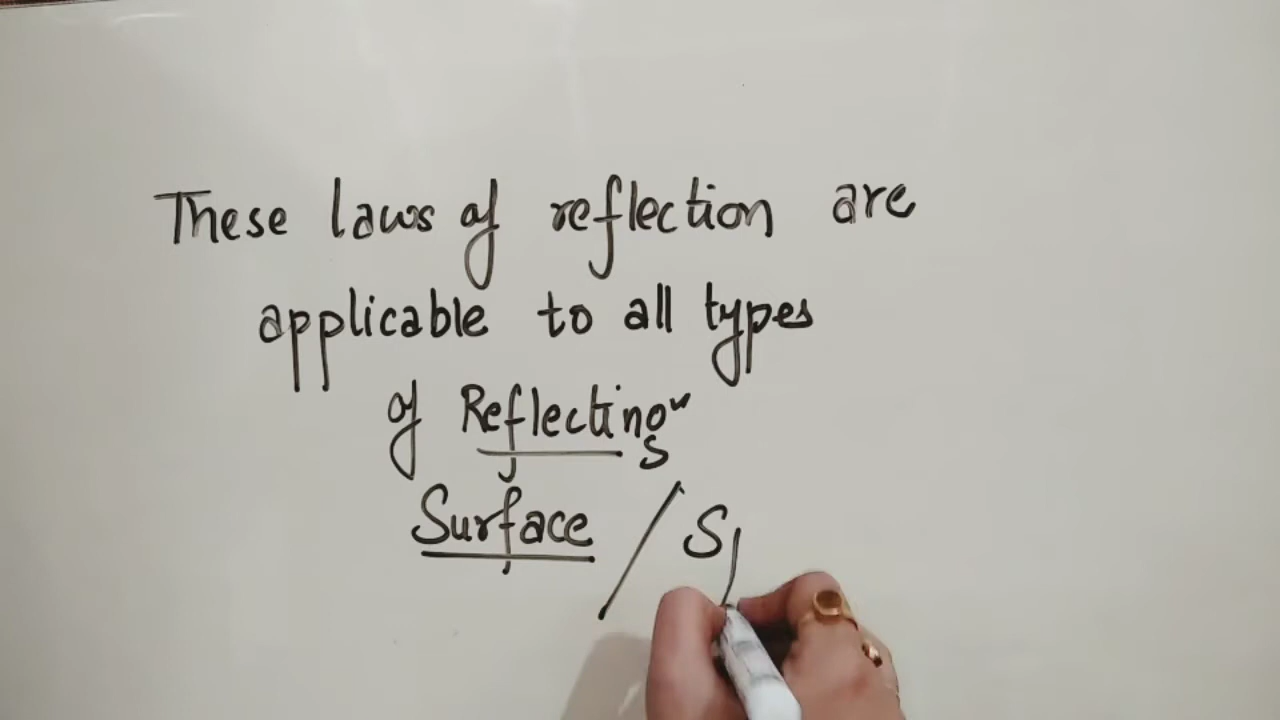 These laws of reflection are
applicable to all types
of Reflecting
Surface / S